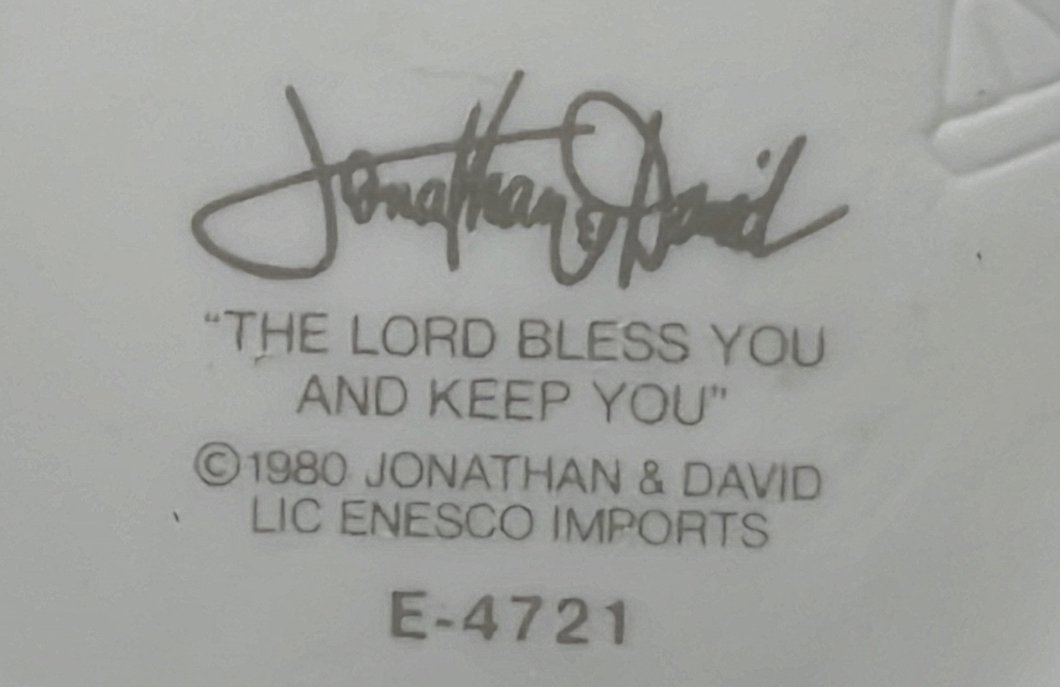 Jonathan & David
“THE LORD BLESS YOU
AND KEEP YOU”
©1980 JONATHAN & DAVID
LIC ENESCO IMPORTS
E-4721